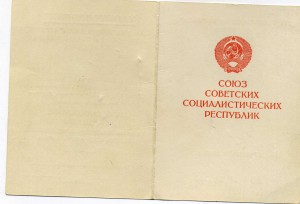 СОЮЗ
СОВЕТСКИХ
СОЦИАЛИСТИЧЕСКИХ
РЕСПУБЛИК